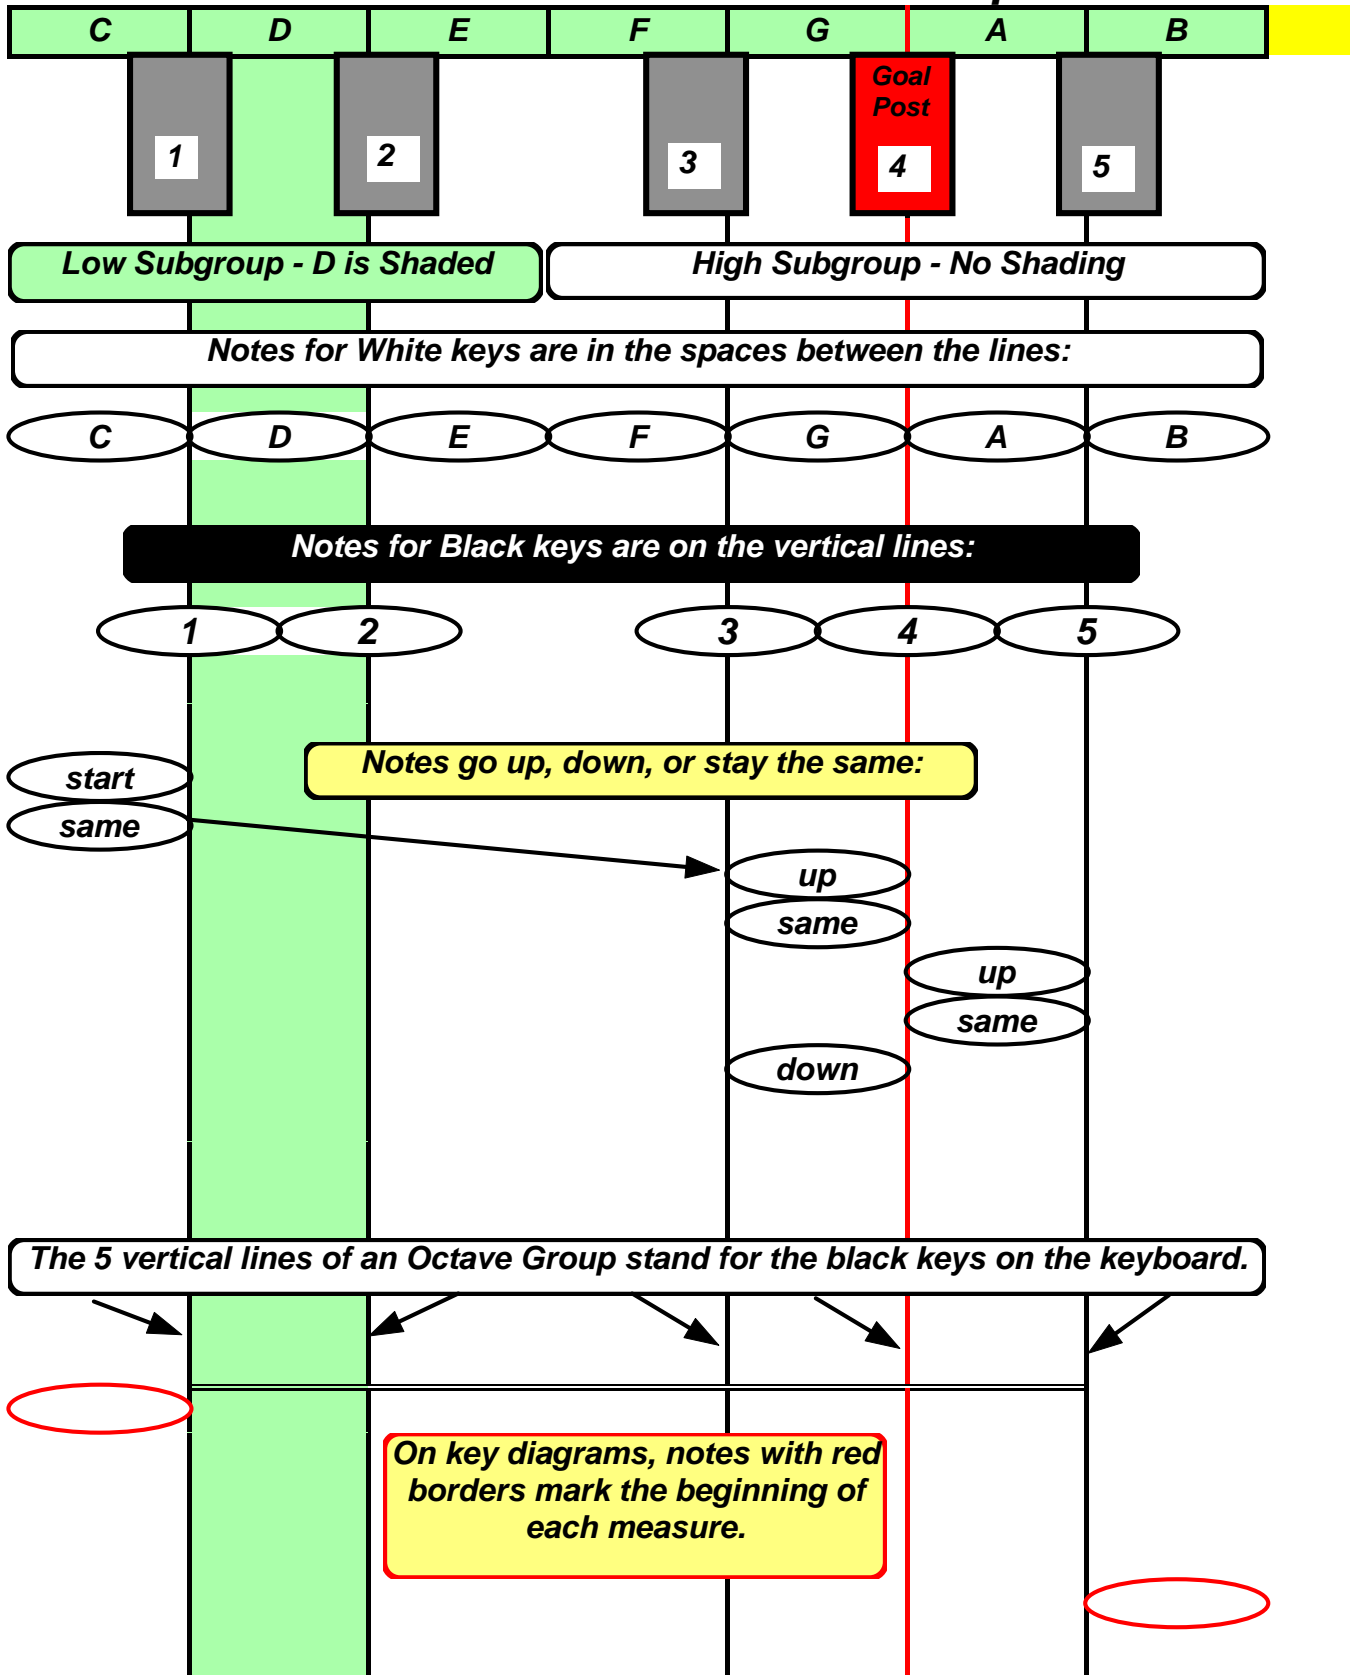 C D E F G A B
Goal
Post
1 2 3 4 5
Low Subgroup - D is Shaded
High Subgroup - No Shading
Notes for White keys are in the spaces between the lines:
C D E F G A B
Notes for Black keys are on the vertical lines:
1 2 3 4 5
Notes go up, down, or stay the same:
start
same
up
same
up
same
down
The 5 vertical lines of an Octave Group stand for the black keys on the keyboard.
On key diagrams, notes with red
borders mark the beginning of
each measure.